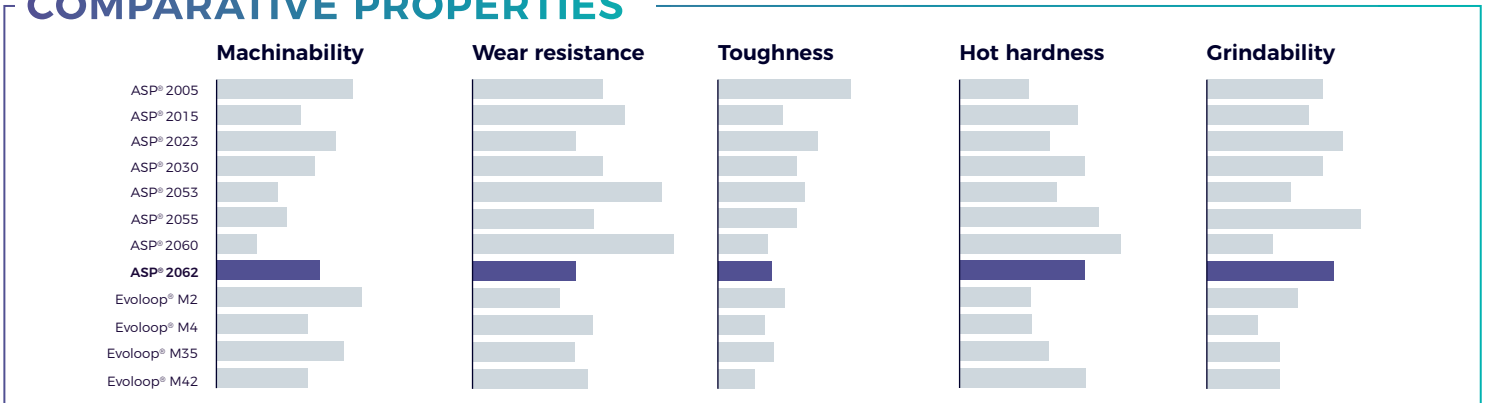 COMPARATIVE PROPERTIES
Machinability Wear resistance Toughness Hot hardness Grindability
ASP® 2005
ASP® 2015
ASP® 2023
ASP® 2030
ASP® 2053
ASP® 2055
ASP® 2060
ASP® 2062
Evoloop® M2
Evoloop® M4
Evoloop® M35
Evoloop® M42